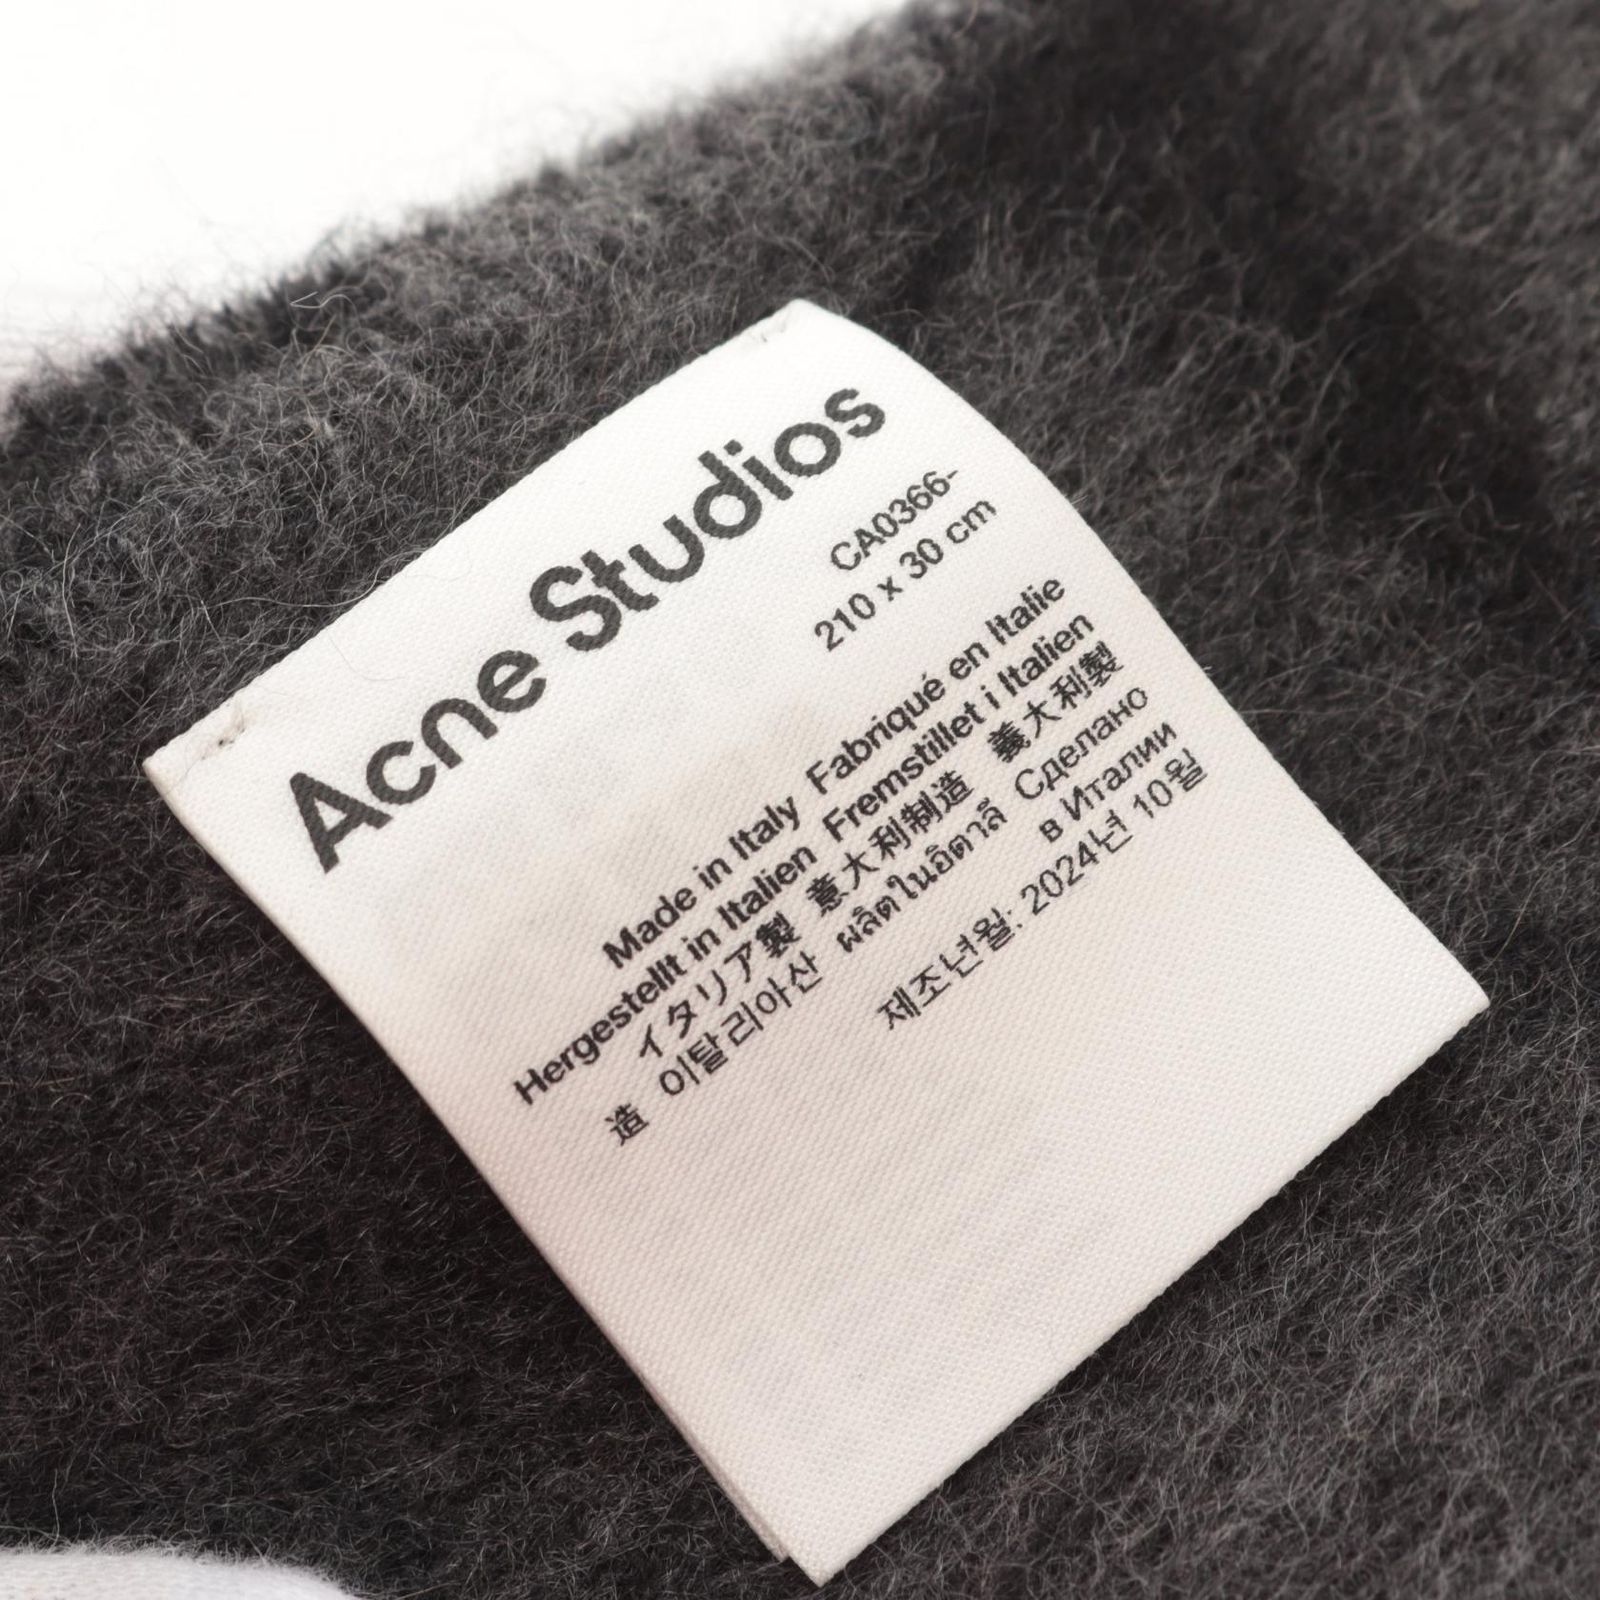 Acne Studios
CA0366-
210 x 30 cm
Made in Italy Fabriqué en Italie
Hergestellt in Italien Fremstillet i Italien
イタリア製 意大利制造 義大利製
造 이탈리아산 ผลิตในอิตาลี Сделано
в Италии
제조년월: 2024년 10월